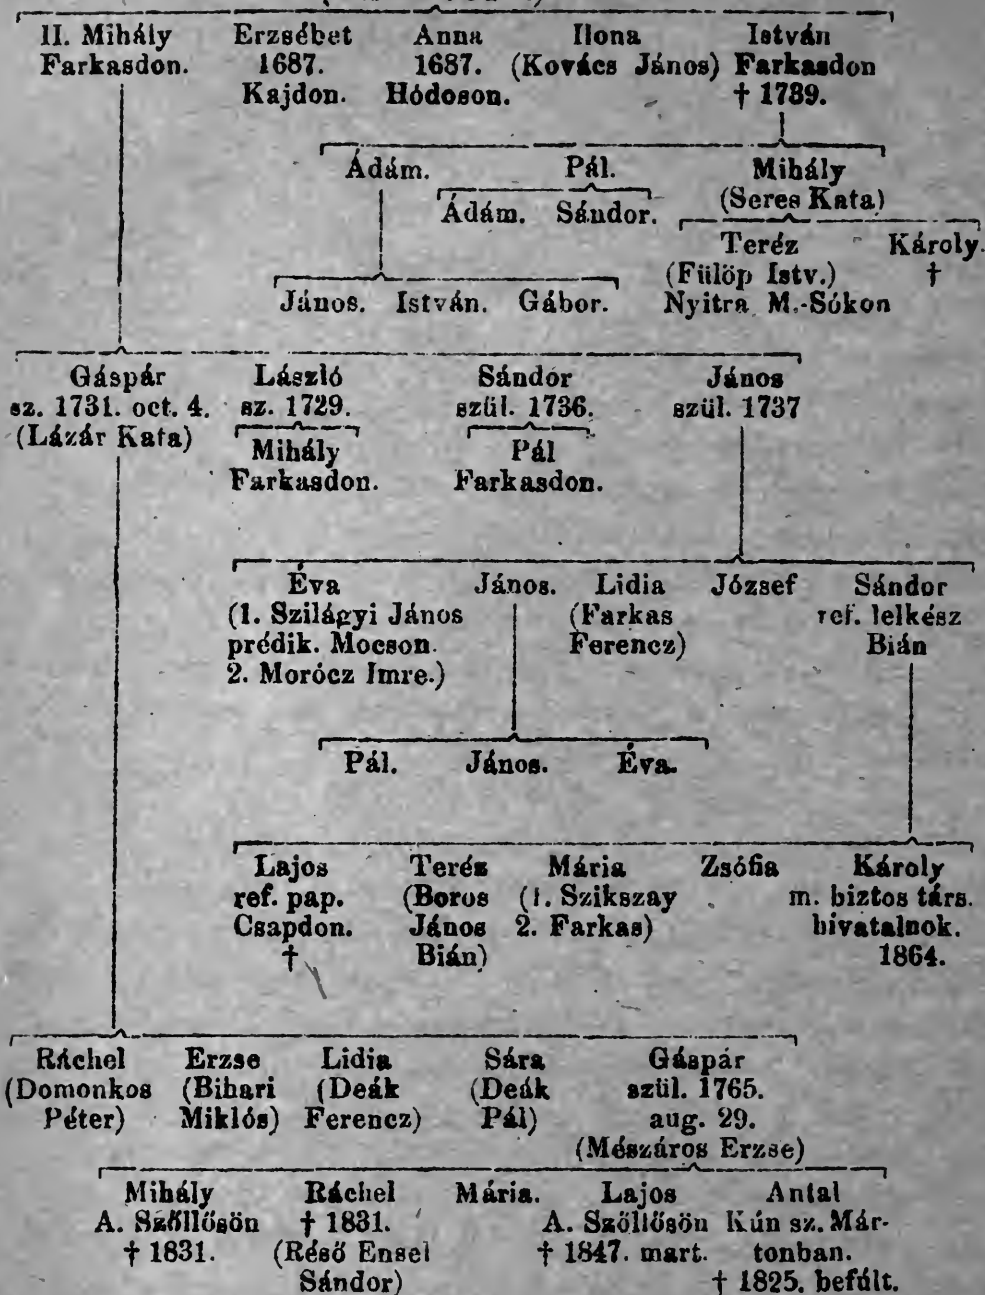 II. Mihály Erzsébet Anna Ilona István
Farkasdon. 1687. 1687. (Kovács János) Farkasdon
Kajdon. Hódoson. † 1789.
Ádám. Pál. Mihály
Ádám. Sándor. (Seres Kata)
Teréz Károly.
(Fülöp Istv.) †
János. István. Gábor. Nyitra M.-Sókon
Gáspár László Sándor János
sz. 1731. oct. 4. sz. 1729. szül. 1736. szül. 1737
(Lázár Kata) Mihály Pál
Farkasdon. Farkasdon.
Éva János. Lidia József Sándor
(1. Szilágyi János (Farkas ref. lelkész
prédik. Mocson. Ferencz) Bián
2. Morócz Imre.)
Pál. János. Éva.
Lajos Teréz Mária Zsófia Károly
ref. pap. (Boros (1. Szikszay m. biztos társ.
Csapdon. János 2. Farkas) hivatalnok.
† Bián) 1864.
Ráchel Erzse Lidia Sára Gáspár
(Domonkos (Bihari (Deák (Deák szül. 1765.
Péter) Miklós) Ferencz) Pál) aug. 29.
(Mészáros Erzse)
Mihály Ráchel Mária. Lajos Antal
A. Szőllősön † 1831. A. Szőllősön Kún sz. Már-
† 1831. (Réső Ensel † 1847. mart. tonban.
Sándor) † 1825. befúlt.